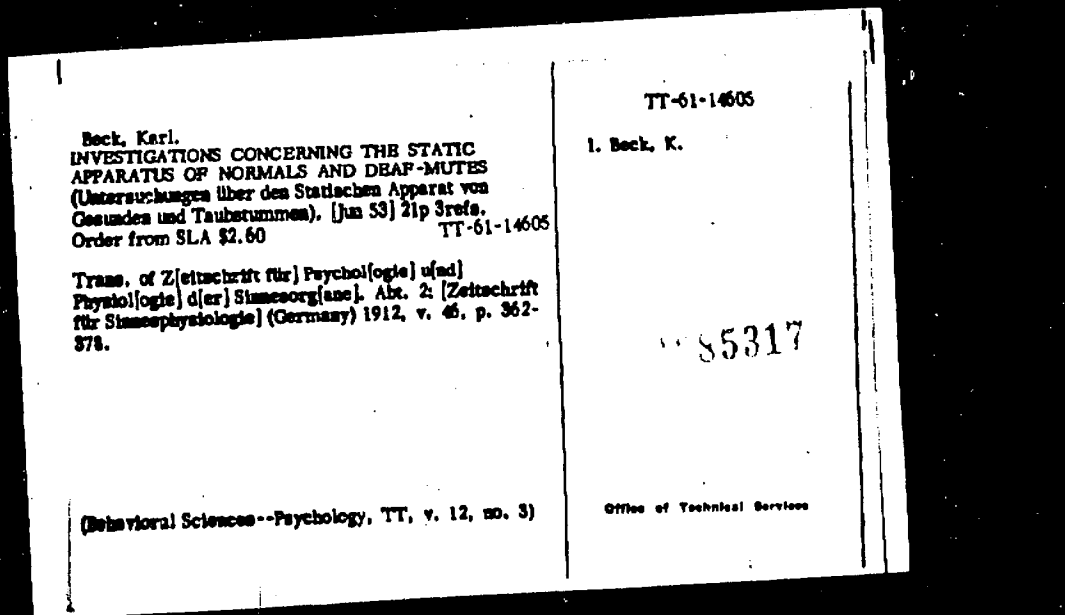 Beck, Karl.
INVESTIGATIONS CONCERNING THE STATIC
APPARATUS OF NORMALS AND DEAF-MUTES
(Untersuchungen über den Statischen Apparat von
Gesunden und Taubstummen). [Jun 53] 21p 3refs.
Order from SLA $2.60 TT-61-14605
Trans. of Z[eitschrift für] Psychol[ogie] u[nd]
Physiol[ogie] d[er] Sinnesorg[ane]. Abt. 2: [Zeitschrift
für Sinnesphysiologie] (Germany) 1912, v. 46, p. 362-
378.
(Behavioral Sciences--Psychology, TT, v. 12, no. 3)
TT-61-14605
1. Beck, K.
85317
Office of Technical Services